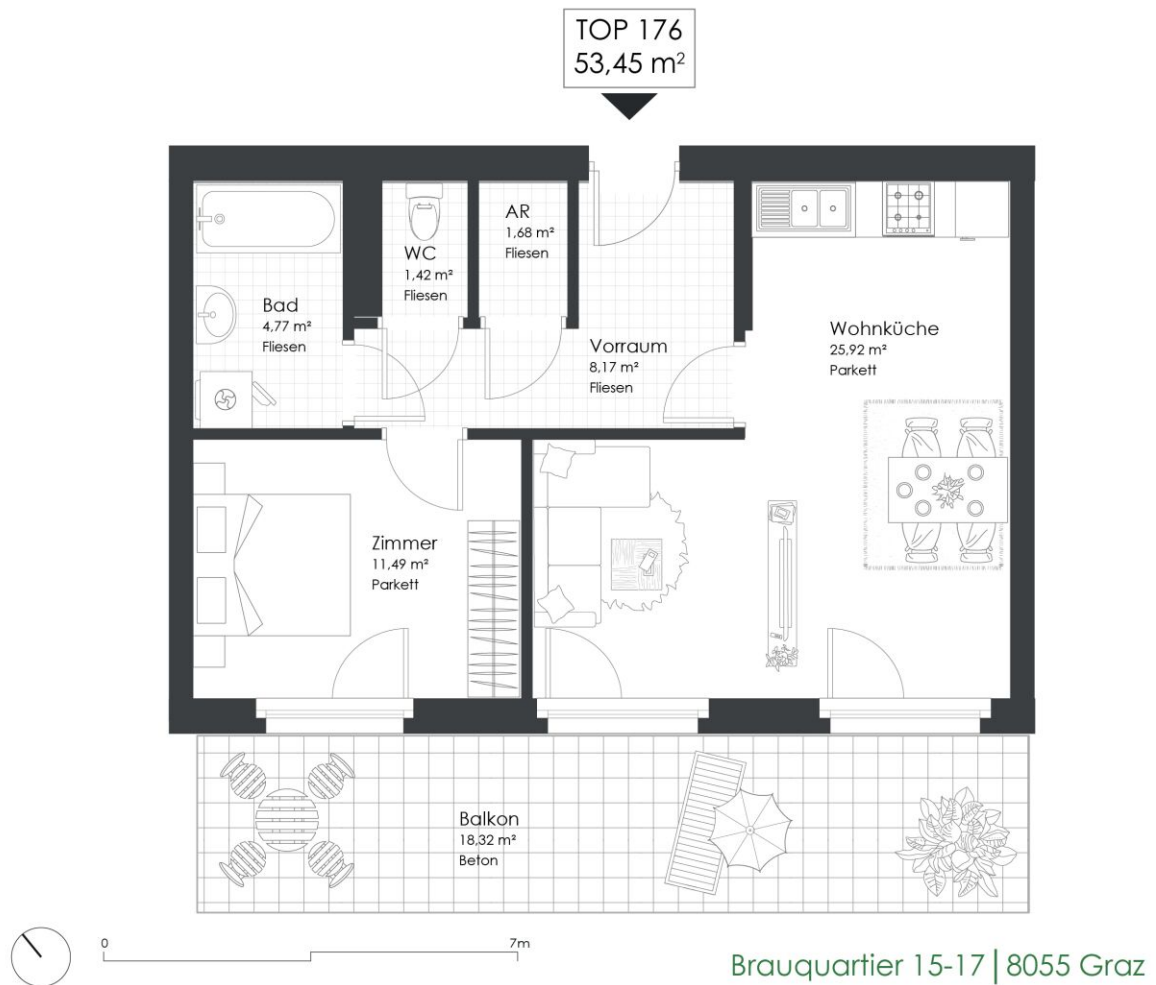 TOP 176
53,45 m²
AR
1,68 m²
Fliesen
WC
1,42 m²
Fliesen
Bad
4,77 m²
Fliesen
Vorraum
8,17 m²
Fliesen
Wohnküche
25,92 m²
Parkett
Zimmer
11,49 m²
Parkett
Balkon
18,32 m²
Beton
0 7m
Brauquartier 15-17 | 8055 Graz